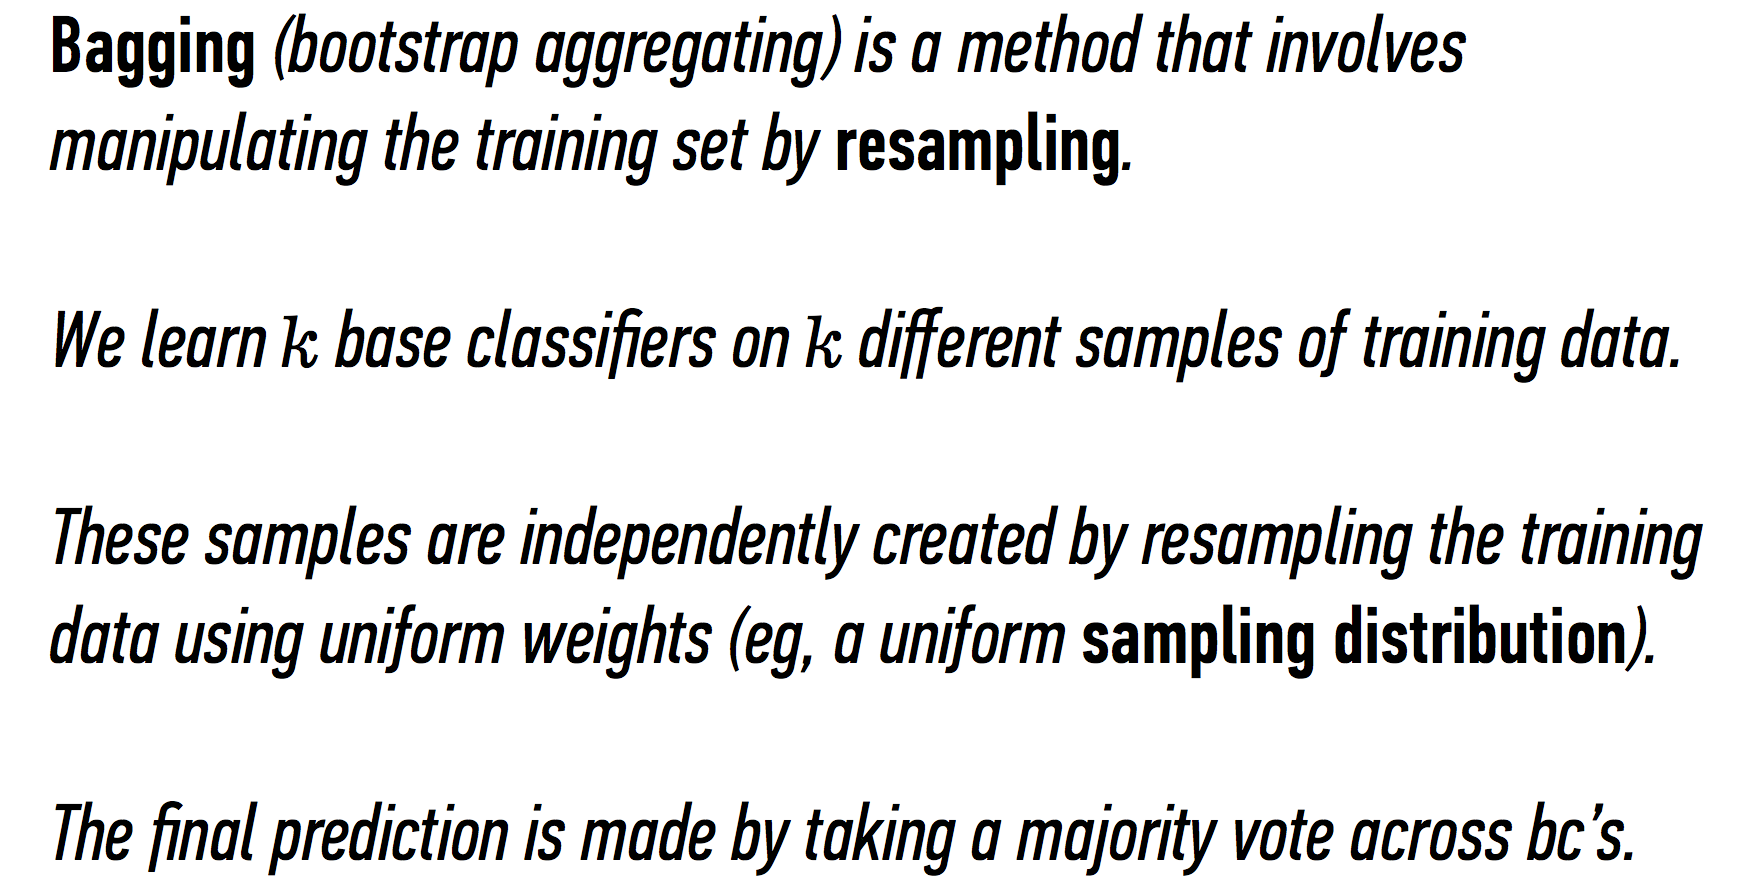 Bagging (bootstrap aggregating) is a method that involves
manipulating the training set by resampling.
We learn k base classifiers on k different samples of training data.
These samples are independently created by resampling the training
data using uniform weights (eg, a uniform sampling distribution).
The final prediction is made by taking a majority vote across bc’s.